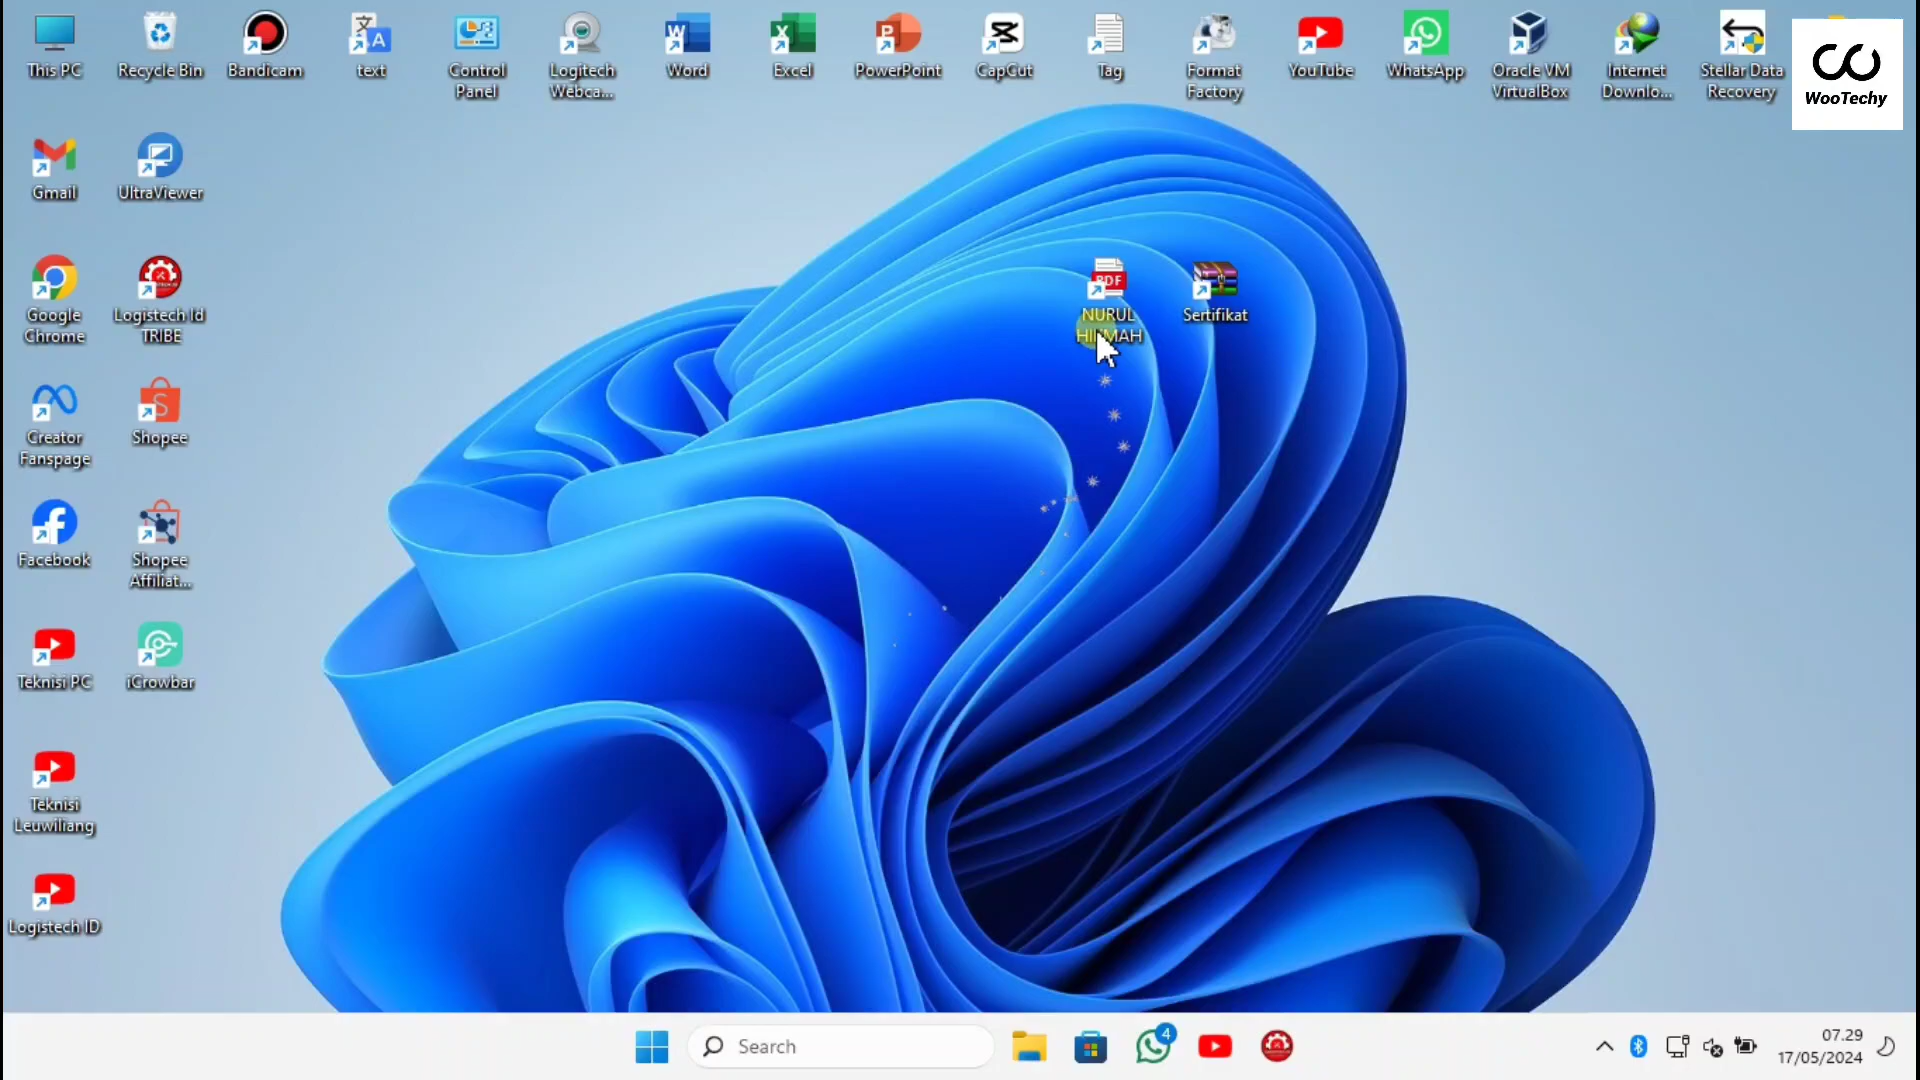 This PC
Recycle Bin
Bandicam
text
Control
Panel
Logitech
Webca...
Word
Excel
PowerPoint
CapCut
Tag
Format
Factory
YouTube
WhatsApp
Oracle VM
VirtualBox
Internet
Downlo...
Stellar Data
Recovery
WooTechy
Gmail
UltraViewer
PDF
NURUL
HIKMAH
Sertifikat
Google
Chrome
Logistech Id
TRIBE
Creator
Fanspage
Shopee
Facebook
Shopee
Affiliat...
Teknisi PC
iCrowbar
Teknisi
Leuwiliang
Logistech ID
Search
4
07.29
17/05/2024